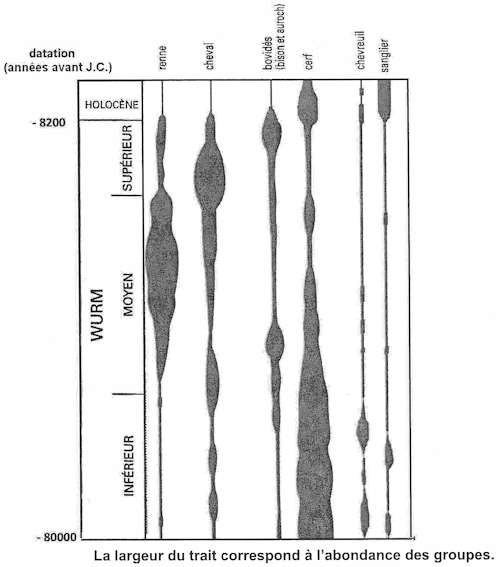 datation
(années avant J.C.)
renne
cheval
bovidés
(bison et auroch)
cerf
chevreuil
sanglier
HOLOCÈNE
- 8200
SUPÉRIEUR
WURM
MOYEN
INFÉRIEUR
- 80000
La largeur du trait correspond à l'abondance des groupes.